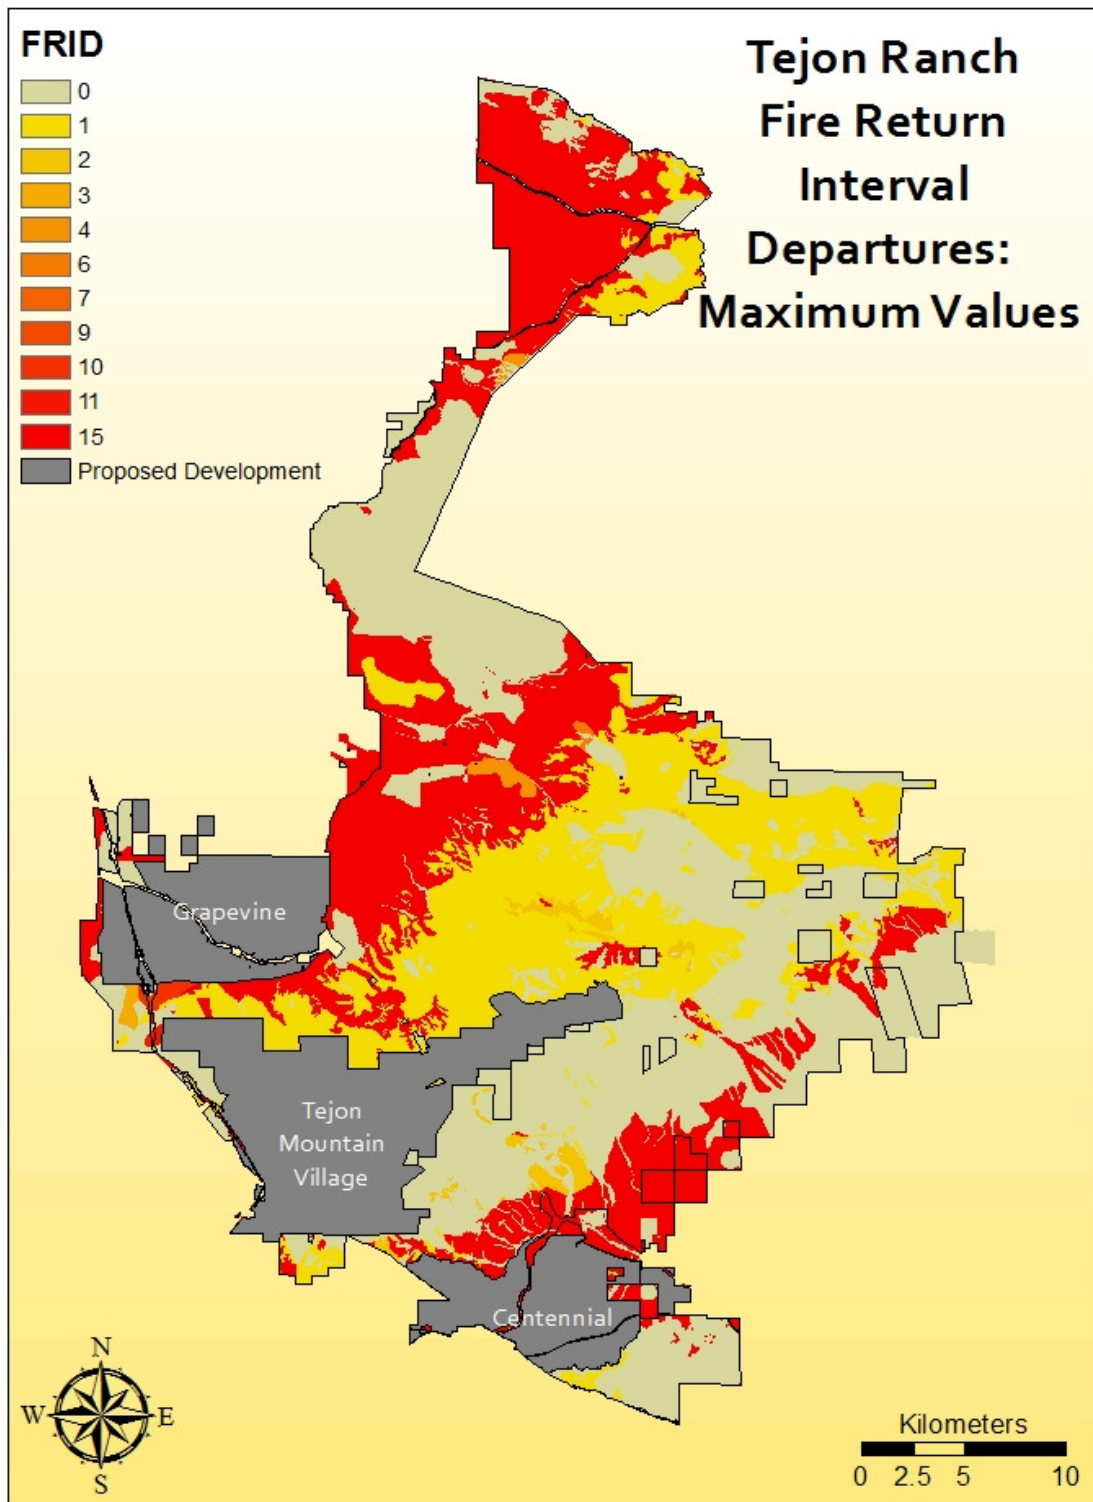 FRID
0
1
2
3
4
6
7
9
10
11
15
Proposed Development
Tejon Ranch
Fire Return
Interval
Departures:
Maximum Values
Grapevine
Tejon
Mountain
Village
Centennial
N
W E
S
Kilometers
0 2.5 5 10